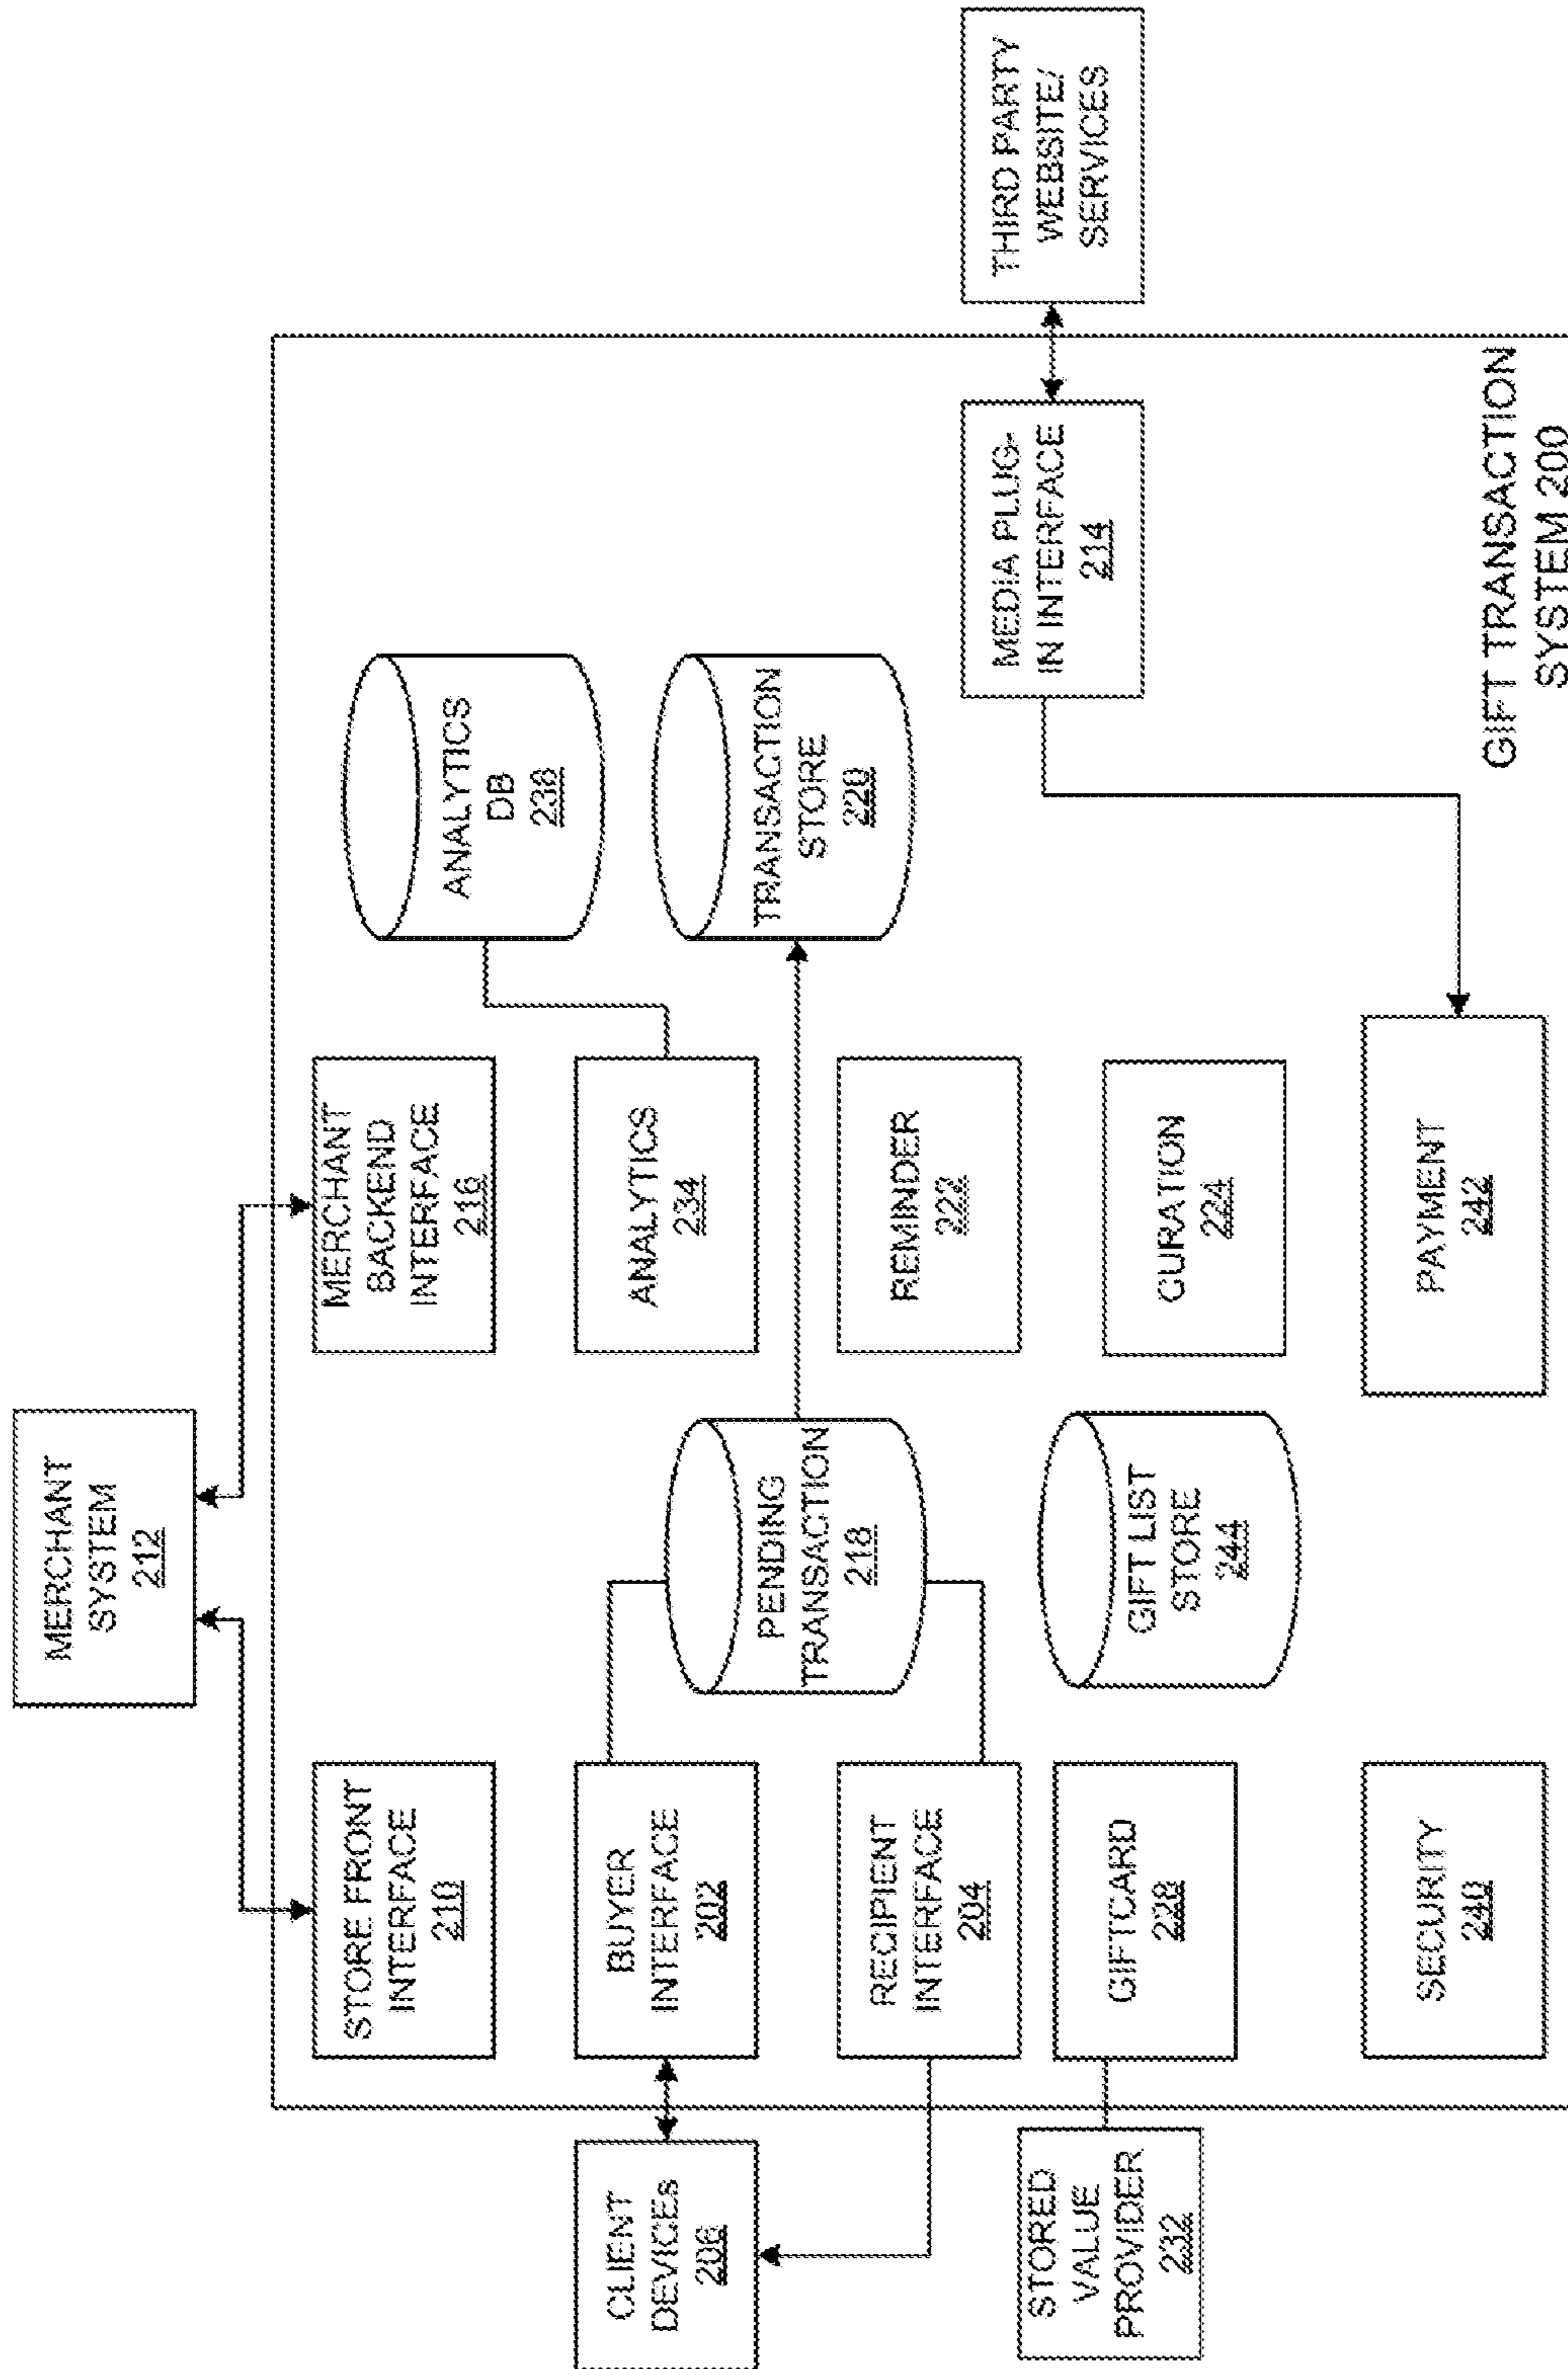 MERCHANT
SYSTEM
212
STORE FRONT
INTERFACE
210
MERCHANT
BACKEND
INTERFACE
216
CLIENT
DEVICEs
206
BUYER
INTERFACE
202
ANALYTICS
234
ANALYTICS
DB
238
PENDING
TRANSACTION
218
TRANSACTION
STORE
220
RECIPIENT
INTERFACE
204
REMINDER
222
STORED
VALUE
PROVIDER
232
GIFTCARD
228
GIFT LIST
STORE
244
CURATION
224
MEDIA PLUG-
IN INTERFACE
214
THIRD PARTY
WEBSITE/
SERVICES
SECURITY
240
PAYMENT
242
GIFT TRANSACTION
SYSTEM 200